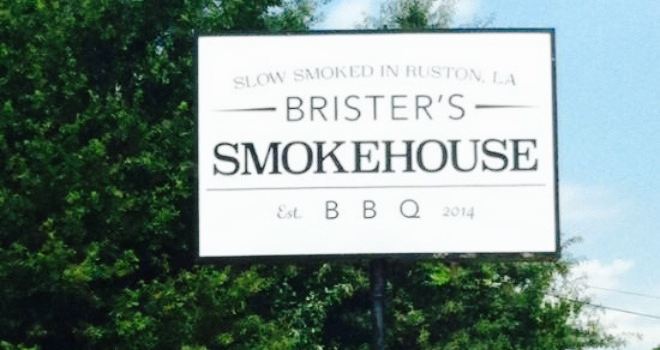 SLOW SMOKED IN RUSTON, LA
BRISTER'S
SMOKEHOUSE
Est. BBQ 2014